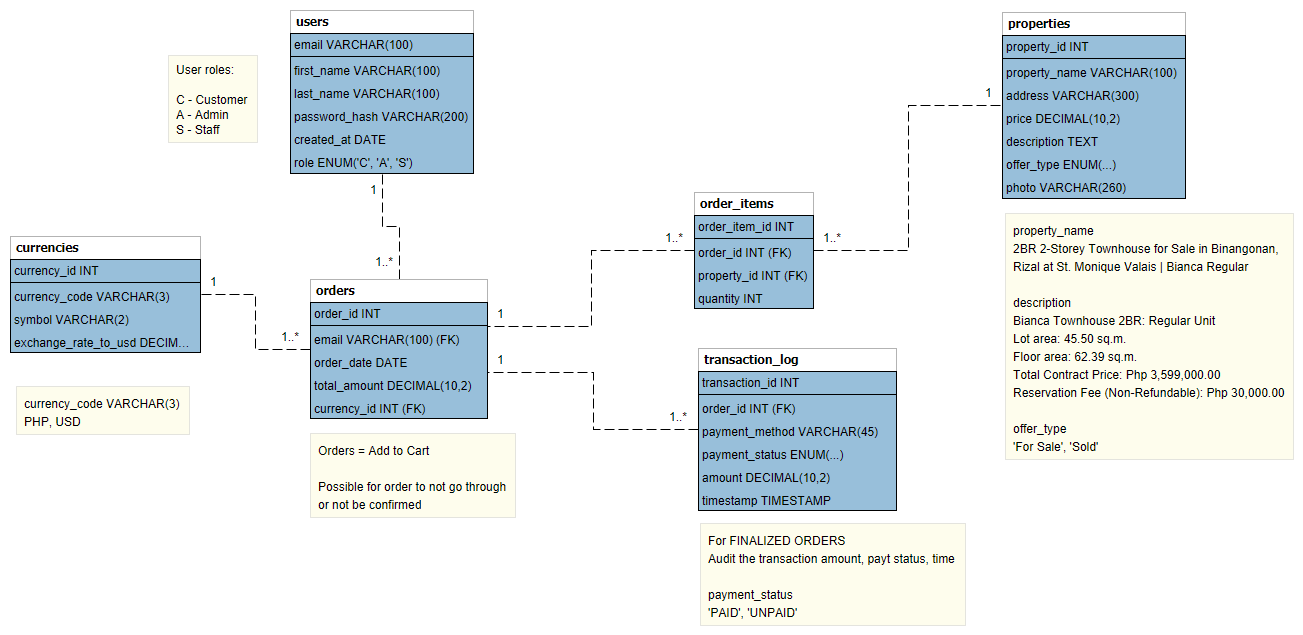 users
email VARCHAR(100)
first_name VARCHAR(100)
last_name VARCHAR(100)
password_hash VARCHAR(200)
created_at DATE
role ENUM('C', 'A', 'S')
User roles:
C - Customer
A - Admin
S - Staff
1
1..*
currencies
currency_id INT
currency_code VARCHAR(3)
symbol VARCHAR(2)
exchange_rate_to_usd DECIM...
1
1..*
currency_code VARCHAR(3)
PHP, USD
orders
order_id INT
email VARCHAR(100) (FK)
order_date DATE
total_amount DECIMAL(10,2)
currency_id INT (FK)
Orders = Add to Cart
Possible for order to not go through
or not be confirmed
1
1..*
1
1..*
order_items
order_item_id INT
order_id INT (FK)
property_id INT (FK)
quantity INT
1..*
1
transaction_log
transaction_id INT
order_id INT (FK)
payment_method VARCHAR(45)
payment_status ENUM(...)
amount DECIMAL(10,2)
timestamp TIMESTAMP
For FINALIZED ORDERS
Audit the transaction amount, payt status, time
payment_status
'PAID', 'UNPAID'
properties
property_id INT
property_name VARCHAR(100)
address VARCHAR(300)
price DECIMAL(10,2)
description TEXT
offer_type ENUM(...)
photo VARCHAR(260)
property_name
2BR 2-Storey Townhouse for Sale in Binangonan,
Rizal at St. Monique Valais | Bianca Regular
description
Bianca Townhouse 2BR: Regular Unit
Lot area: 45.50 sq.m.
Floor area: 62.39 sq.m.
Total Contract Price: Php 3,599,000.00
Reservation Fee (Non-Refundable): Php 30,000.00
offer_type
'For Sale', 'Sold'